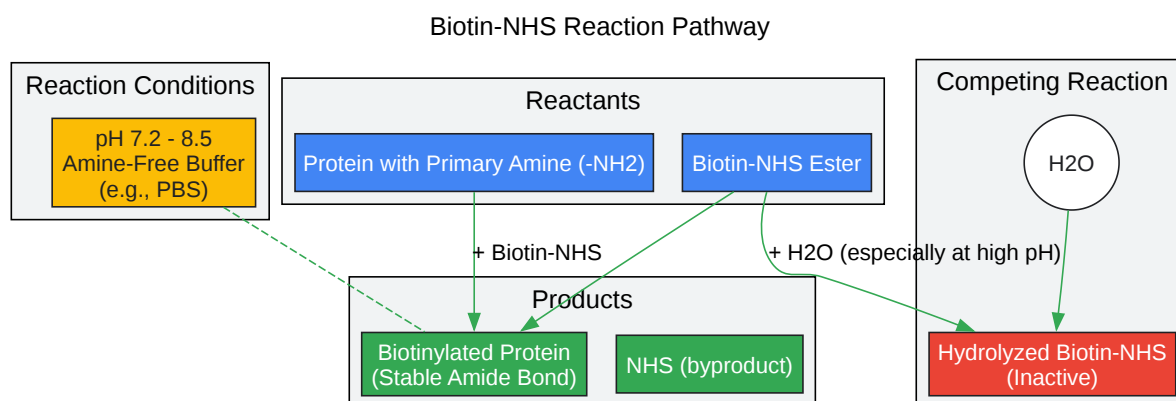 Biotin-NHS Reaction Pathway
Reaction Conditions
pH 7.2 - 8.5
Amine-Free Buffer
(e.g., PBS)
Reactants
Protein with Primary Amine (-NH2)
Biotin-NHS Ester
Competing Reaction
H2O
+ Biotin-NHS
+ H2O (especially at high pH)
Products
Biotinylated Protein
(Stable Amide Bond)
NHS (byproduct)
Hydrolyzed Biotin-NHS
(Inactive)